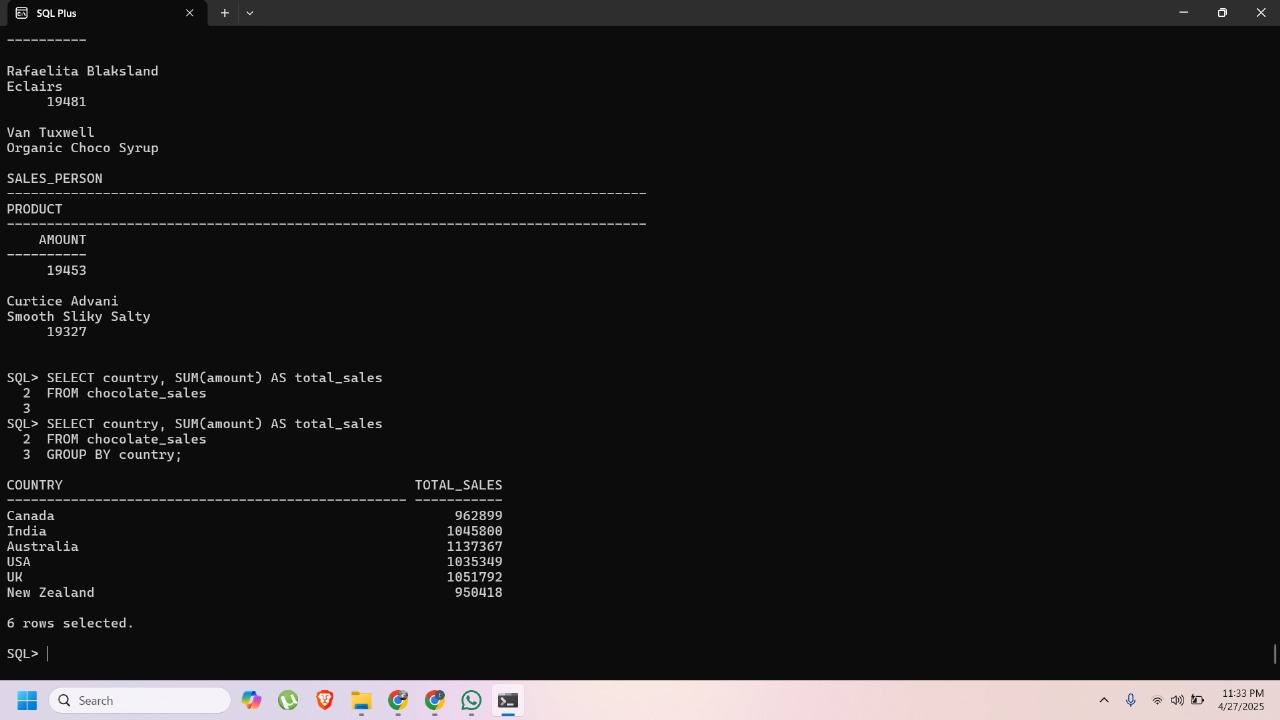 SQL Plus
----------
Rafaelita Blaksland
Eclairs
     19481
Van Tuxwell
Organic Choco Syrup
SALES_PERSON
--------------------------------------------------------------------------------
PRODUCT
--------------------------------------------------------------------------------
    AMOUNT
----------
     19453
Curtice Advani
Smooth Sliky Salty
     19327
SQL> SELECT country, SUM(amount) AS total_sales
  2  FROM chocolate_sales
  3
SQL> SELECT country, SUM(amount) AS total_sales
  2  FROM chocolate_sales
  3  GROUP BY country;
COUNTRY                                            TOTAL_SALES
-------------------------------------------------- -----------
Canada                                                  962899
India                                                  1045800
Australia                                              1137367
USA                                                    1035349
UK                                                     1051792
New Zealand                                             950418
6 rows selected.
SQL>
Search
11:33 PM
4/27/2025